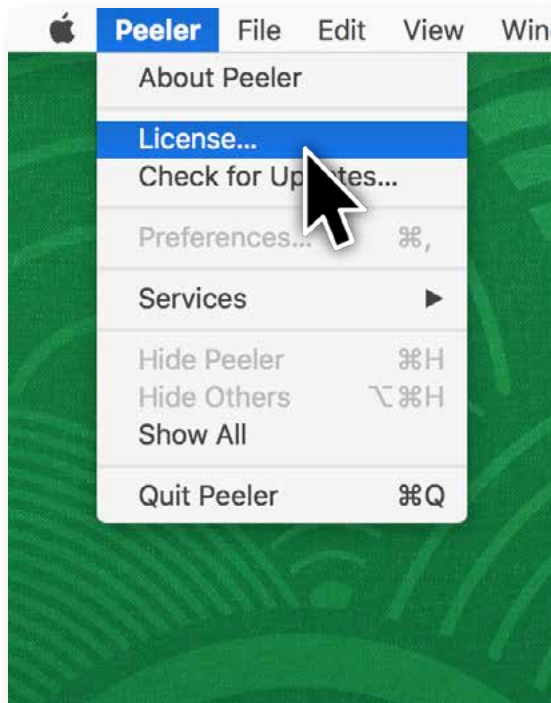 Peeler File Edit View Win
About Peeler
License...
Check for Updates...
Preferences... ⌘,
Services ▶
Hide Peeler ⌘H
Hide Others ⌥⌘H
Show All
Quit Peeler ⌘Q